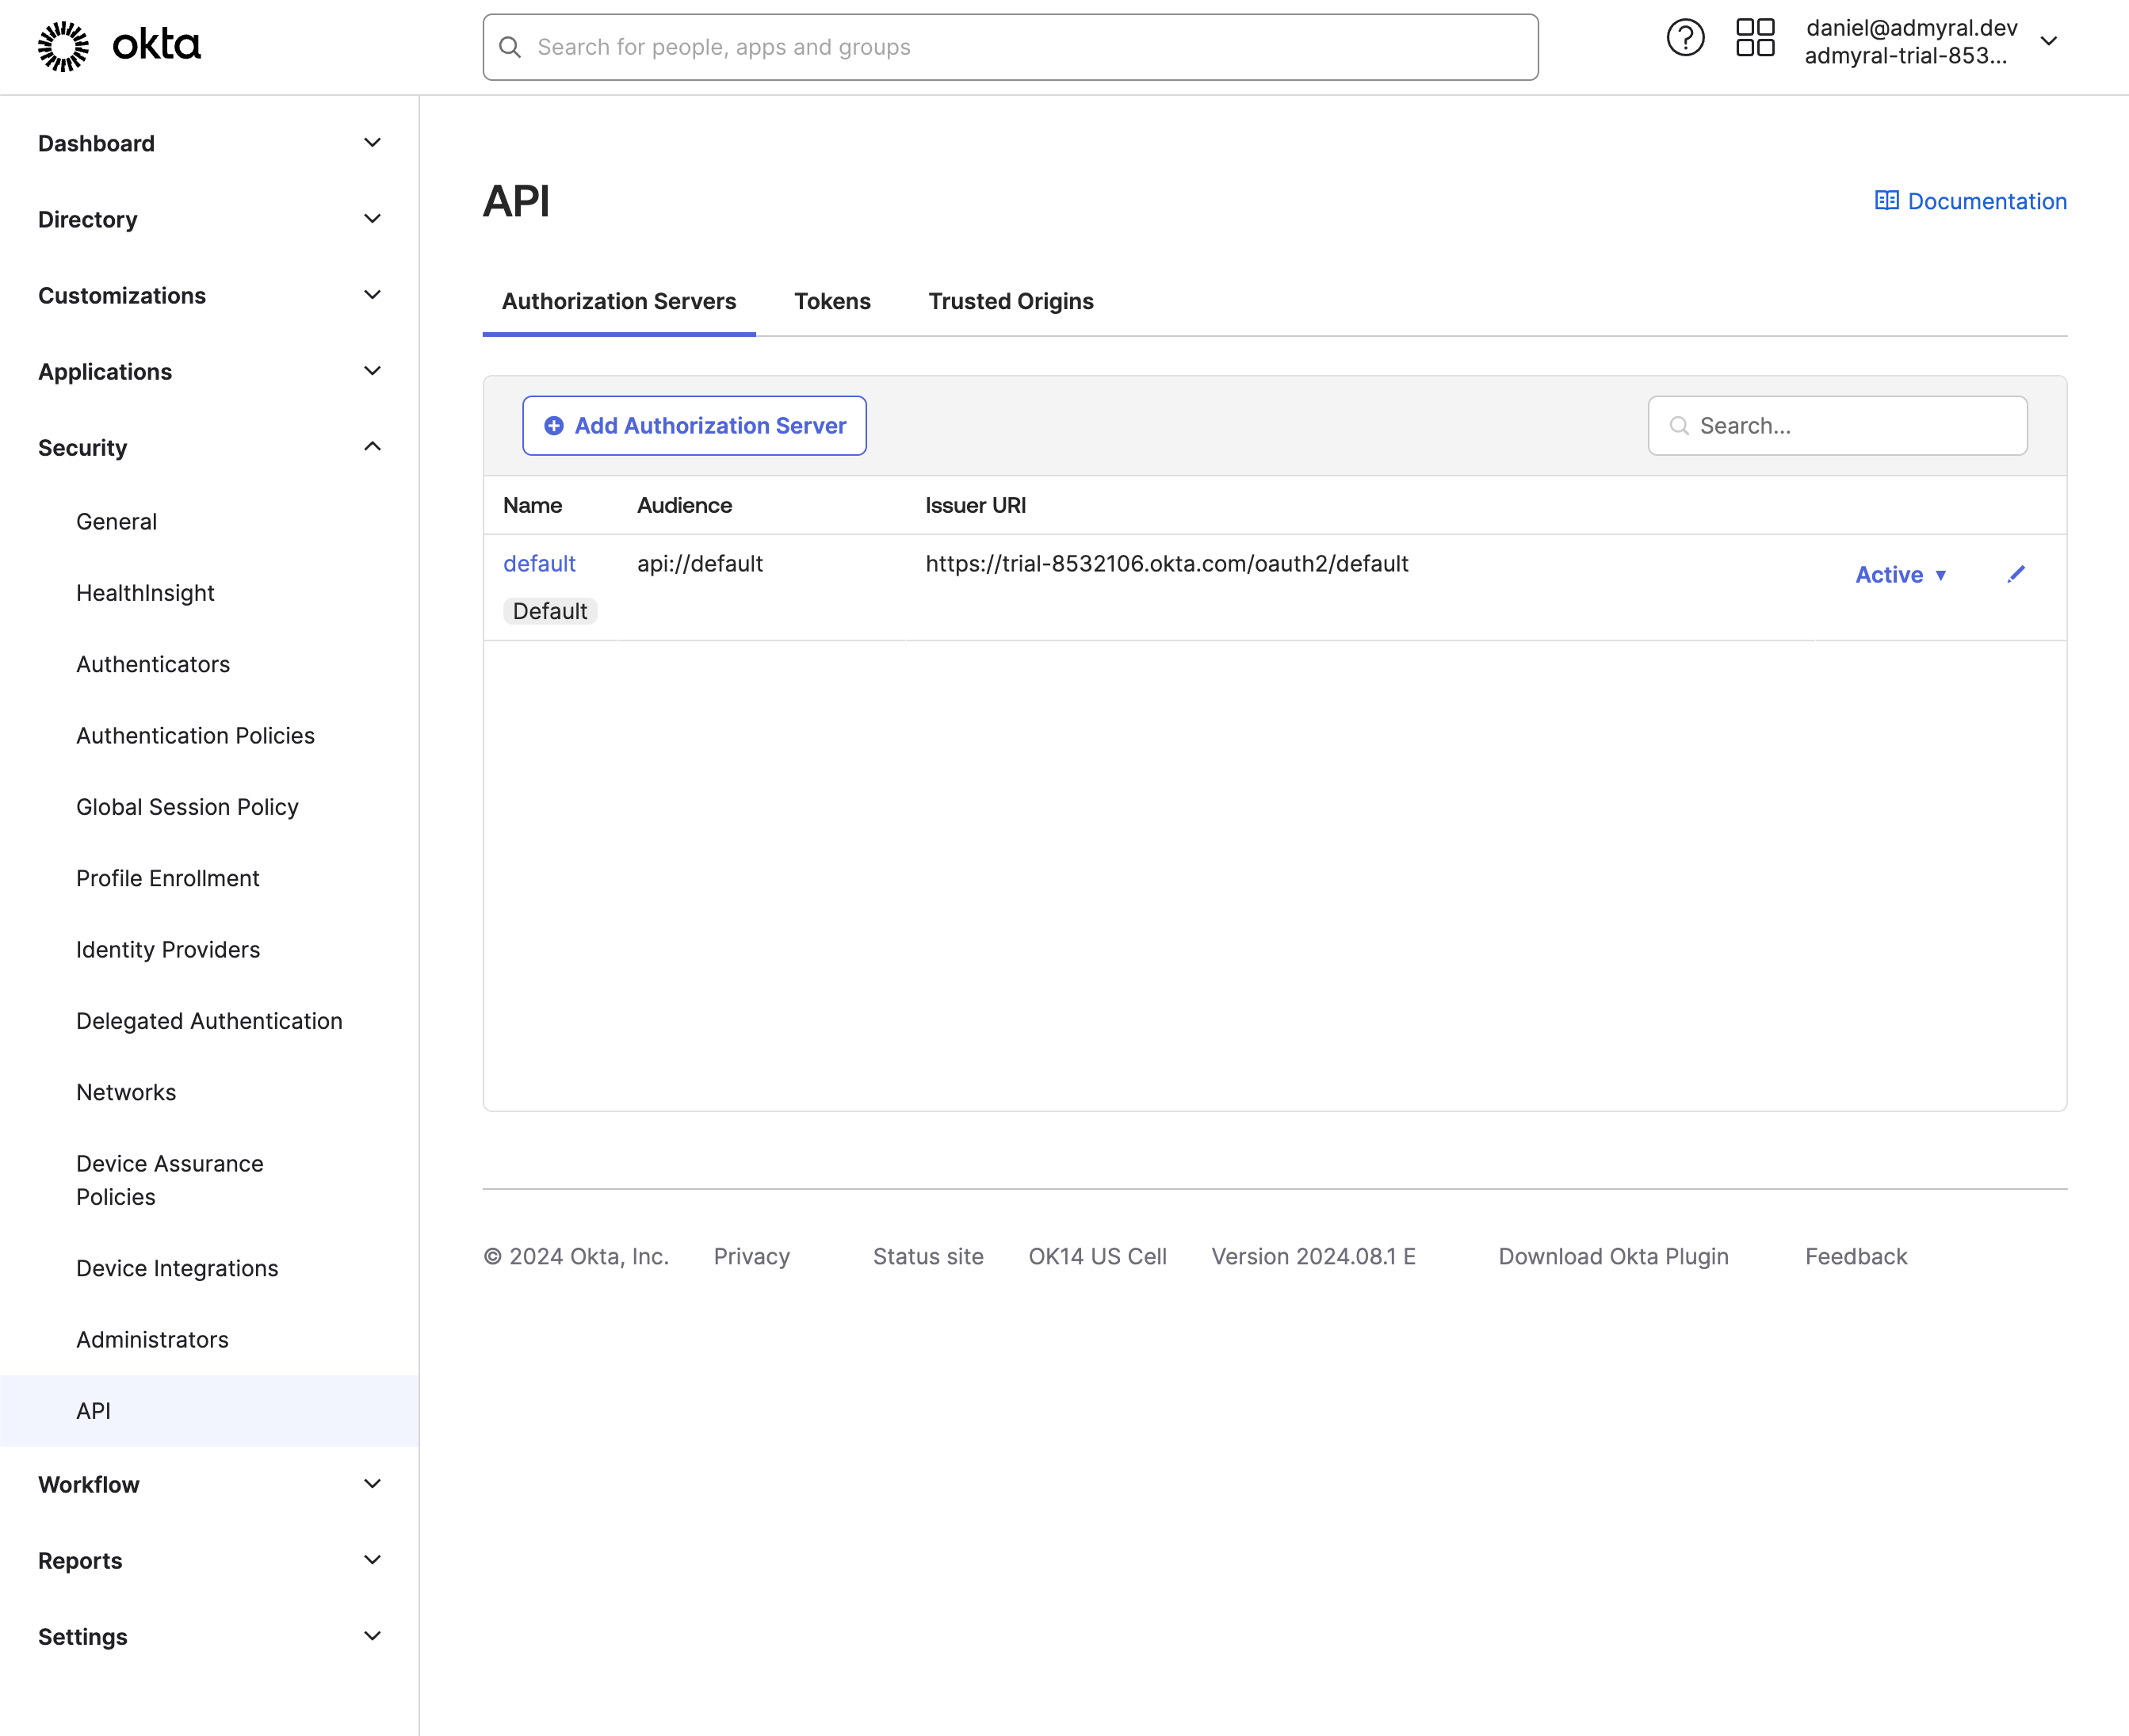 okta
Search for people, apps and groups
daniel@admyral.dev
admyral-trial-853...
Dashboard
Directory
Customizations
Applications
Security
General
HealthInsight
Authenticators
Authentication Policies
Global Session Policy
Profile Enrollment
Identity Providers
Delegated Authentication
Networks
Device Assurance
Policies
Device Integrations
Administrators
API
Workflow
Reports
Settings
API
Documentation
Authorization Servers Tokens Trusted Origins
Add Authorization Server
Search...
Name Audience Issuer URI
default api://default https://trial-8532106.okta.com/oauth2/default
Active
Default
© 2024 Okta, Inc. Privacy Status site OK14 US Cell Version 2024.08.1 E Download Okta Plugin Feedback